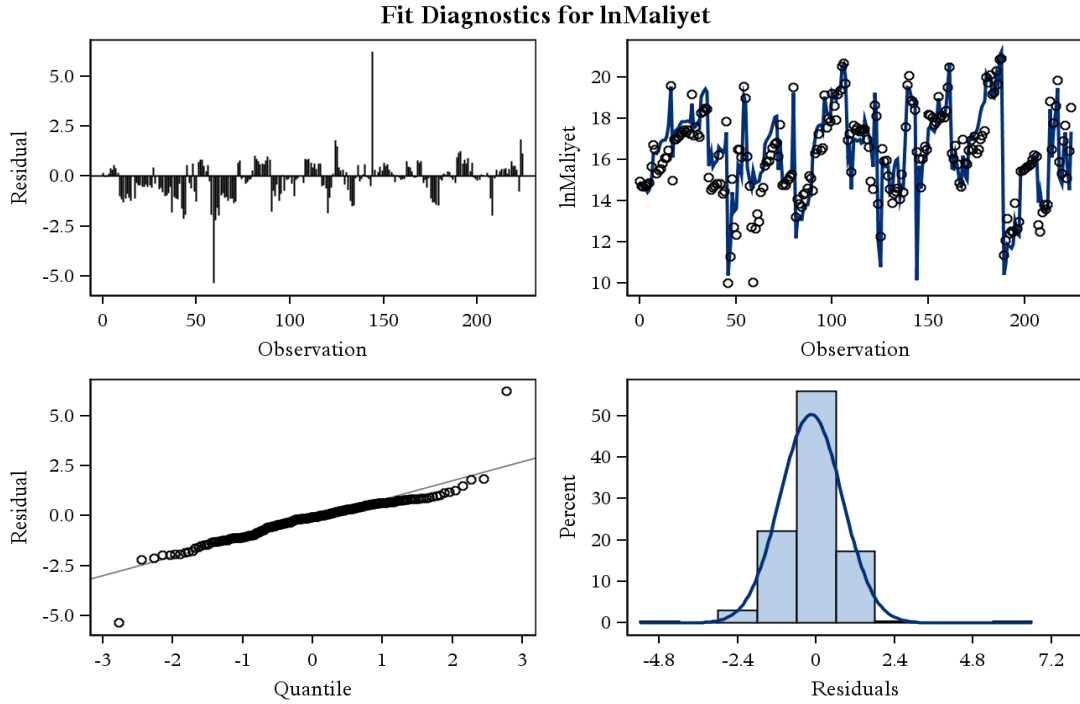 Fit Diagnostics for lnMaliyet
Residual
5.0
2.5
0.0
-2.5
-5.0
0 50 100 150 200
Observation
lnMaliyet
20
18
16
14
12
10
0 50 100 150 200
Observation
Residual
5.0
2.5
0.0
-2.5
-5.0
-3 -2 -1 0 1 2 3
Quantile
Percent
50
40
30
20
10
0
-4.8 -2.4 0 2.4 4.8 7.2
Residuals